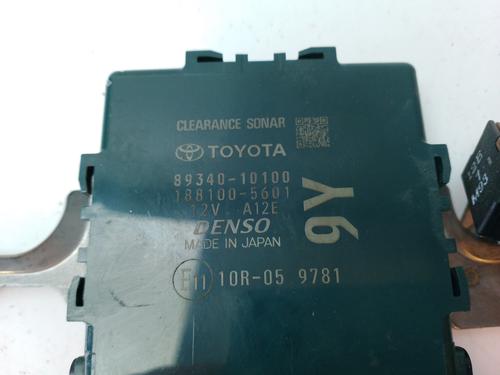 CLEARANCE SONAR
TOYOTA
89340-10100
188100-5601
12V A12E
DENSO
MADE IN JAPAN
9Y
E11 10R-05 9781